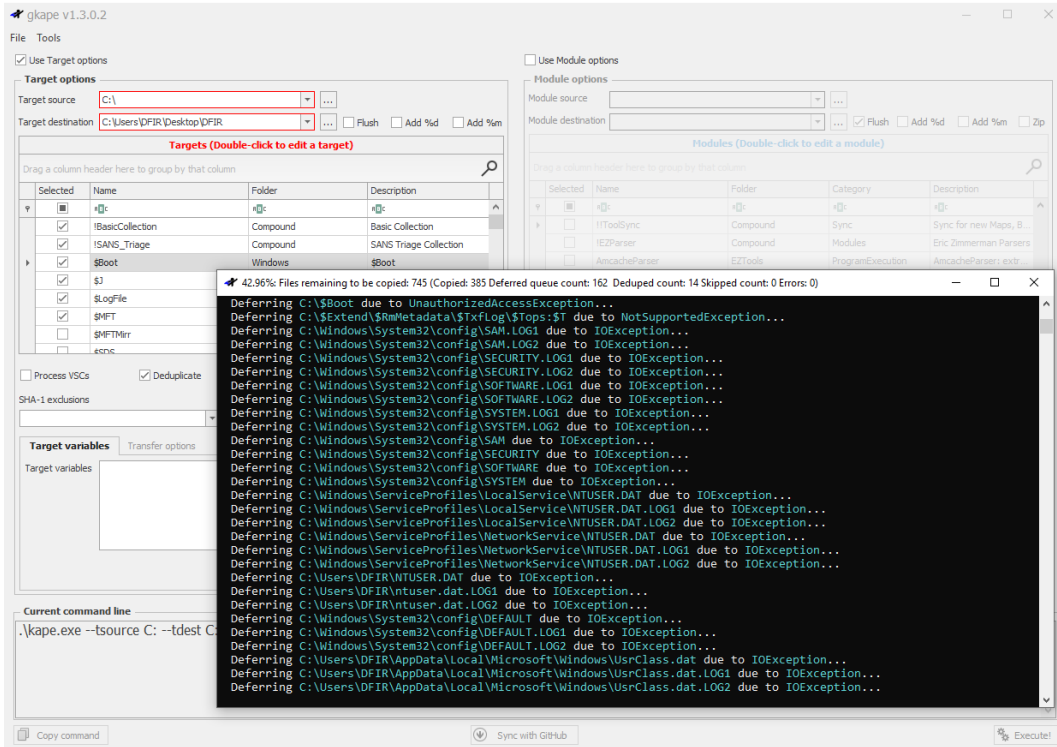 gkape v1.3.0.2
File Tools
Use Target options
Target options
Target source C:\
Target destination C:\Users\DFIR\Desktop\DFIR ... Flush Add %d Add %m
Targets (Double-click to edit a target)
Drag a column header here to group by that column
Selected Name Folder Description
!BasicCollection Compound Basic Collection
!SANS_Triage Compound SANS Triage Collection
$Boot Windows $Boot
$J
$LogFile
$MFT
$MFTMirr
$SDS
Process VSCs Deduplicate
SHA-1 exclusions
Target variables Transfer options
Target variables
Use Module options
Module options
Module source
Module destination ... Flush Add %d Add %m Zip
Modules (Double-click to edit a module)
Drag a column header here to group by that column
Selected Name Folder Category Description
!!ToolSync Compound Sync Sync for new Maps, B...
!EZParser Compound Modules Eric Zimmerman Parsers
AmcacheParser EZTools ProgramExecution AmcacheParser: extr...
42.96%: Files remaining to be copied: 745 (Copied: 385 Deferred queue count: 162 Deduped count: 14 Skipped count: 0 Errors: 0)
Deferring C:\$Boot due to UnauthorizedAccessException...
Deferring C:\$Extend\$RmMetadata\$TxfLog\$Tops:$T due to NotSupportedException...
Deferring C:\Windows\System32\config\SAM.LOG1 due to IOException...
Deferring C:\Windows\System32\config\SAM.LOG2 due to IOException...
Deferring C:\Windows\System32\config\SECURITY.LOG1 due to IOException...
Deferring C:\Windows\System32\config\SECURITY.LOG2 due to IOException...
Deferring C:\Windows\System32\config\SOFTWARE.LOG1 due to IOException...
Deferring C:\Windows\System32\config\SOFTWARE.LOG2 due to IOException...
Deferring C:\Windows\System32\config\SYSTEM.LOG1 due to IOException...
Deferring C:\Windows\System32\config\SYSTEM.LOG2 due to IOException...
Deferring C:\Windows\System32\config\SAM due to IOException...
Deferring C:\Windows\System32\config\SECURITY due to IOException...
Deferring C:\Windows\System32\config\SOFTWARE due to IOException...
Deferring C:\Windows\System32\config\SYSTEM due to IOException...
Deferring C:\Windows\ServiceProfiles\LocalService\NTUSER.DAT due to IOException...
Deferring C:\Windows\ServiceProfiles\LocalService\NTUSER.DAT.LOG1 due to IOException...
Deferring C:\Windows\ServiceProfiles\LocalService\NTUSER.DAT.LOG2 due to IOException...
Deferring C:\Windows\ServiceProfiles\NetworkService\NTUSER.DAT due to IOException...
Deferring C:\Windows\ServiceProfiles\NetworkService\NTUSER.DAT.LOG1 due to IOException...
Deferring C:\Windows\ServiceProfiles\NetworkService\NTUSER.DAT.LOG2 due to IOException...
Deferring C:\Users\DFIR\NTUSER.DAT due to IOException...
Deferring C:\Users\DFIR\ntuser.dat.LOG1 due to IOException...
Deferring C:\Users\DFIR\ntuser.dat.LOG2 due to IOException...
Deferring C:\Windows\System32\config\DEFAULT due to IOException...
Deferring C:\Windows\System32\config\DEFAULT.LOG1 due to IOException...
Deferring C:\Windows\System32\config\DEFAULT.LOG2 due to IOException...
Deferring C:\Users\DFIR\AppData\Local\Microsoft\Windows\UsrClass.dat due to IOException...
Deferring C:\Users\DFIR\AppData\Local\Microsoft\Windows\UsrClass.dat.LOG1 due to IOException...
Deferring C:\Users\DFIR\AppData\Local\Microsoft\Windows\UsrClass.dat.LOG2 due to IOException...
Current command line
.\kape.exe --tsource C: --tdest C:
Copy command Sync with GitHub Execute!